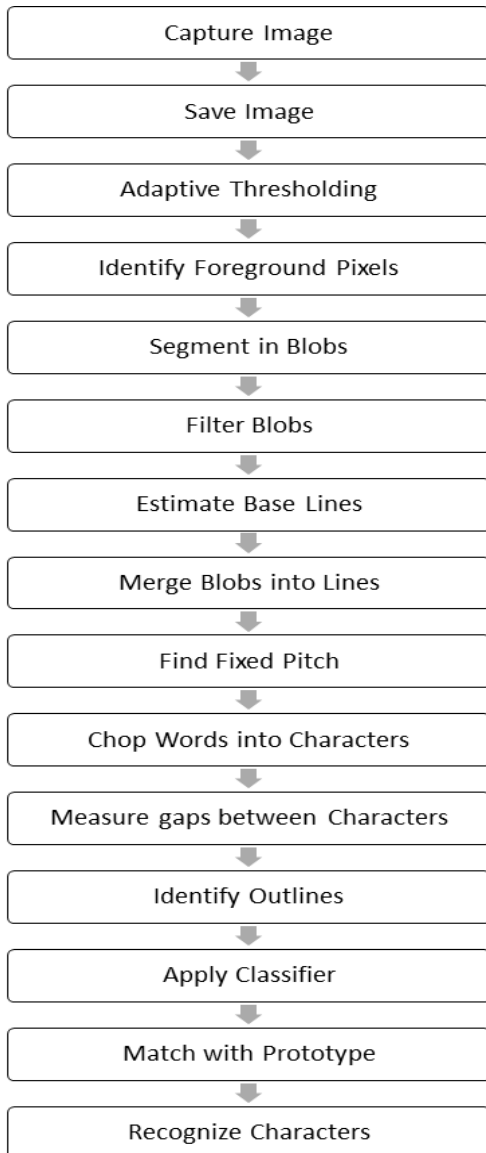 Capture Image
Save Image
Adaptive Thresholding
Identify Foreground Pixels
Segment in Blobs
Filter Blobs
Estimate Base Lines
Merge Blobs into Lines
Find Fixed Pitch
Chop Words into Characters
Measure gaps between Characters
Identify Outlines
Apply Classifier
Match with Prototype
Recognize Characters